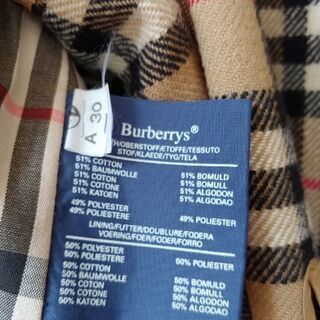 A 30
Burberrys®
TH/OBERSTOFF/ETOFFE/TESSUTO
STOF/KLAEDE/TYG/TELA
51% COTTON
51% BAUMWOLLE 51% BOMULD
51% COTON 51% BOMULL
51% COTONE 51% ALGODON
51% KATOEN 51% ALGODAO
49% POLYESTER 49% POLYESTER
49% POLIESTERE
LINING/FUTTER/DOUBLURE/FODERA
VOERING/FOER/FODER/FORRO
50% POLYESTER
50% POLIESTERE 50% POLYESTER
50% COTTON
50% BAUMWOLLE 50% BOMULD
50% COTON 50% BOMULL
50% COTONE 50% ALGODON
50% KATOEN 50% ALGODAO